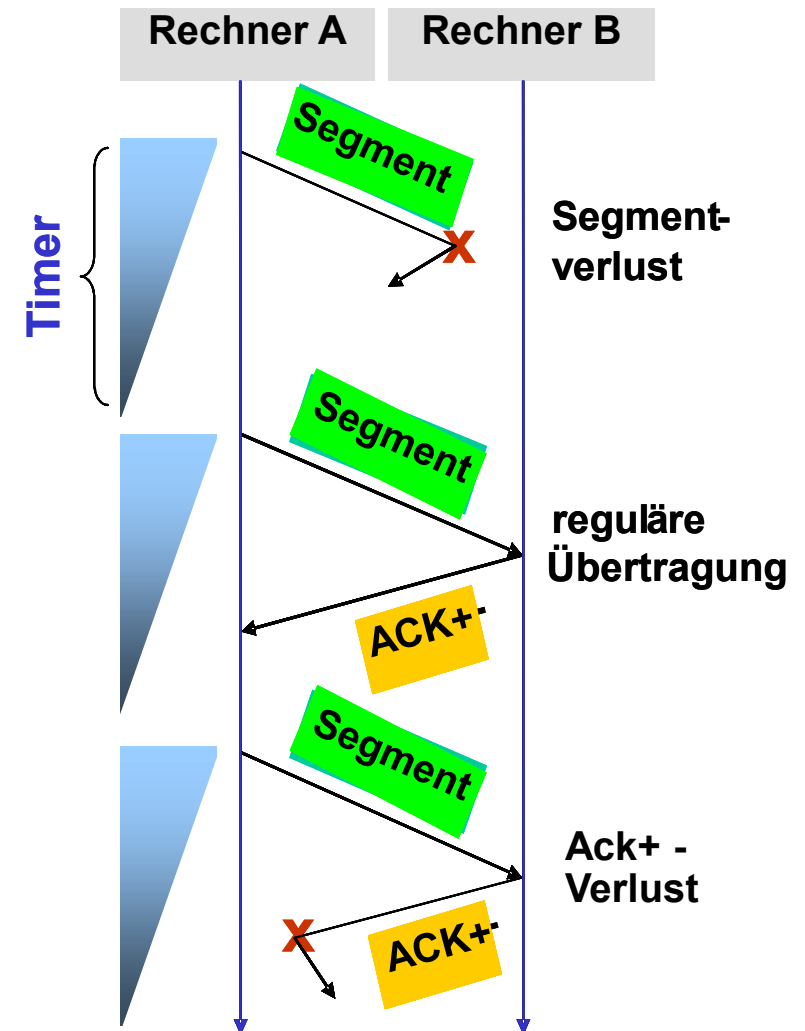 Rechner A
Rechner B
Segment
Timer
Segment-
verlust
Segment
reguläre
Übertragung
ACK+-
Segment
Ack+ -
Verlust
ACK+-